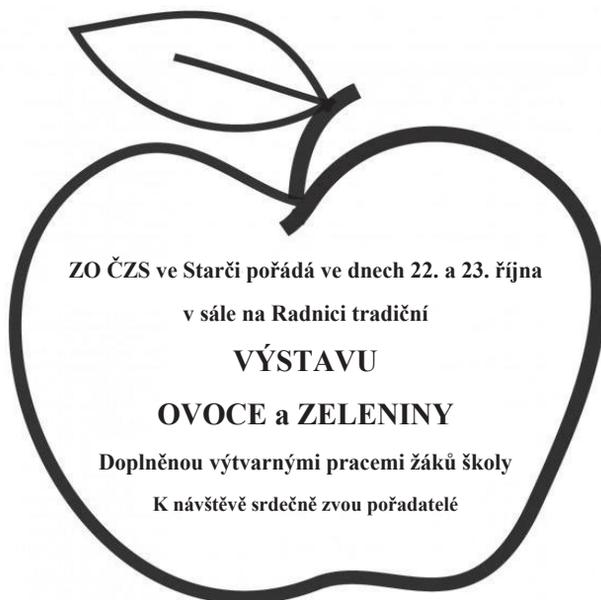 ZO ČZS ve Starči pořádá ve dnech 22. a 23. října
v sále na Radnici tradiční
VÝSTAVU
OVOCE a ZELENINY
Doplněnou výtvarnými pracemi žáků školy
K návštěvě srdečně zvou pořadatelé